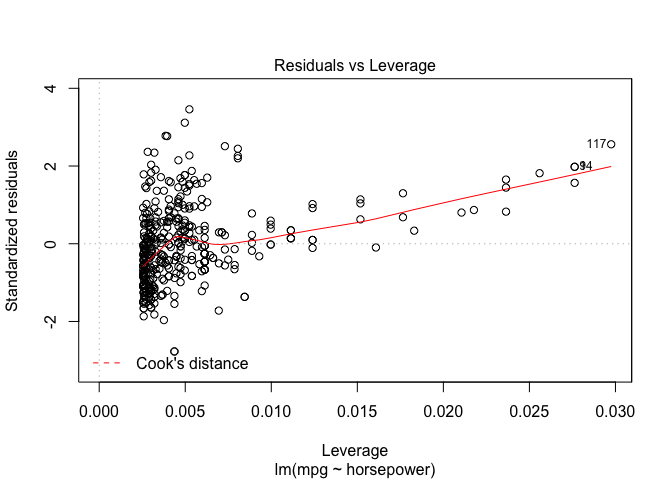 Residuals vs Leverage
Standardized residuals
4
2
0
-2
117
94
Cook's distance
0.000 0.005 0.010 0.015 0.020 0.025 0.030
Leverage
lm(mpg ~ horsepower)